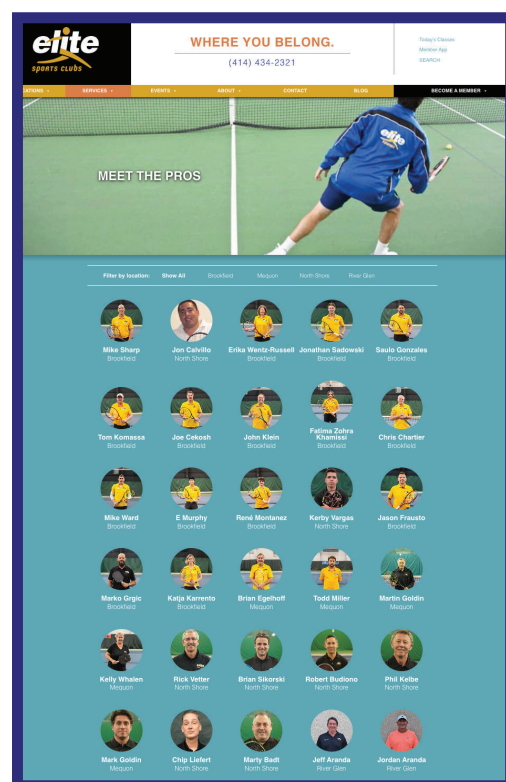 elite
SPORTS CLUBS
WHERE YOU BELONG.
(414) 434-2321
Today's Classes
Member App
SEARCH
ATIONS
SERVICES
EVENTS
ABOUT
CONTACT
BLOG
BECOME A MEMBER
elite
MEET THE PROS
Filter by location: Show All Brookfield Mequon North Shore River Glen
Mike Sharp
Brookfield
Jon Calvillo
North Shore
Erika Wentz-Russell
Brookfield
Jonathan Sadowski
Brookfield
Saulo Gonzales
Brookfield
Tom Komassa
Brookfield
Joe Cekosh
Brookfield
John Klein
Brookfield
Fatima Zohra
Khamissi
Brookfield
Chris Chartier
Brookfield
Mike Ward
Brookfield
E Murphy
Brookfield
René Montanez
Brookfield
Kerby Vargas
North Shore
Jason Frausto
Brookfield
Marko Grgic
Brookfield
Katja Karrento
Brookfield
Brian Egelhoff
Mequon
Todd Miller
Mequon
Martin Goldin
Mequon
Kelly Whalen
Mequon
Rick Vetter
North Shore
Brian Sikorski
North Shore
Robert Budiono
North Shore
Phil Kelbe
North Shore
Mark Goldin
Mequon
Chip Liefert
North Shore
Marty Badt
North Shore
Jeff Aranda
River Glen
Jordan Aranda
River Glen